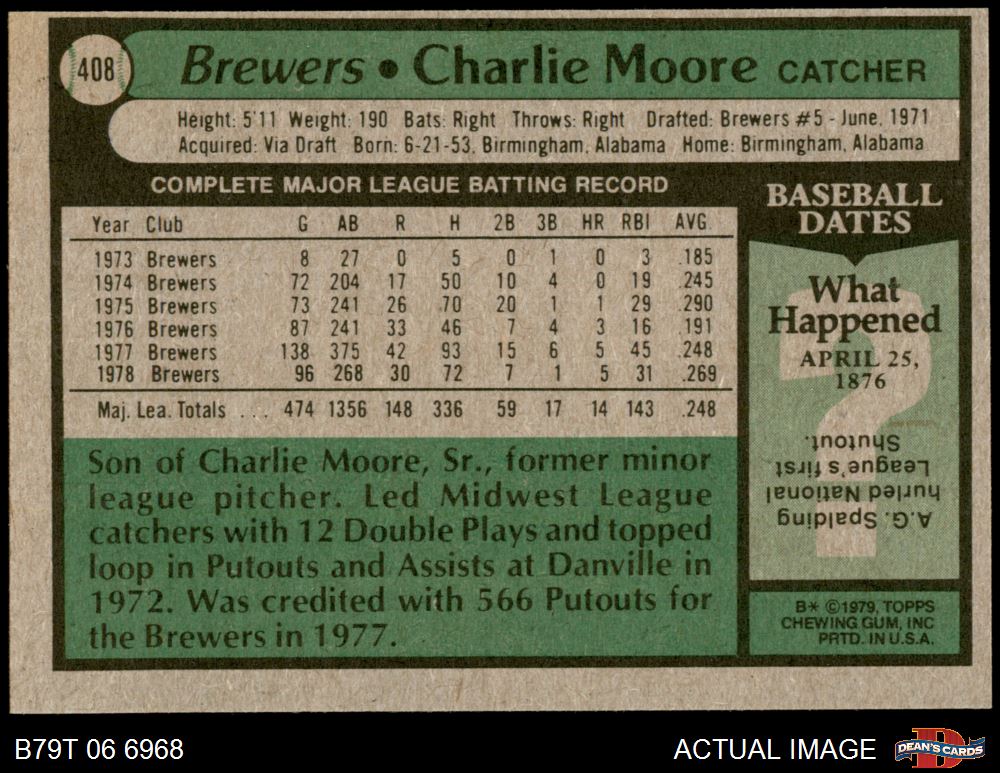 408
Brewers • Charlie Moore CATCHER
Height: 5'11 Weight: 190 Bats: Right Throws: Right Drafted: Brewers #5 - June, 1971
Acquired: Via Draft Born: 6-21-53, Birmingham, Alabama Home: Birmingham, Alabama
COMPLETE MAJOR LEAGUE BATTING RECORD
Year Club G AB R H 2B 3B HR RBI AVG.
1973 Brewers 8 27 0 5 0 1 0 3 .185
1974 Brewers 72 204 17 50 10 4 0 19 .245
1975 Brewers 73 241 26 .70 20 1 1 29 .290
1976 Brewers 87 241 33 46 7 4 3 16 .191
1977 Brewers 138 375 42 93 15 6 5 45 .248
1978 Brewers 96 268 30 72 7 1 5 31 .269
Maj. Lea. Totals ... 474 1356 148 336 59 17 14 143 .248
Son of Charlie Moore, Sr., former minor
league pitcher. Led Midwest League
catchers with 12 Double Plays and topped
loop in Putouts and Assists at Danville in
1972. Was credited with 566 Putouts for
the Brewers in 1977.
BASEBALL
DATES
What
Happened
APRIL 25,
1876
?
A.G. Spalding
hurled National
League's first
Shutout.
B* ©1979, TOPPS
CHEWING GUM, INC
PRTD. IN U.S.A.
B79T 06 6968
ACTUAL IMAGE
D
DEAN'S CARDS